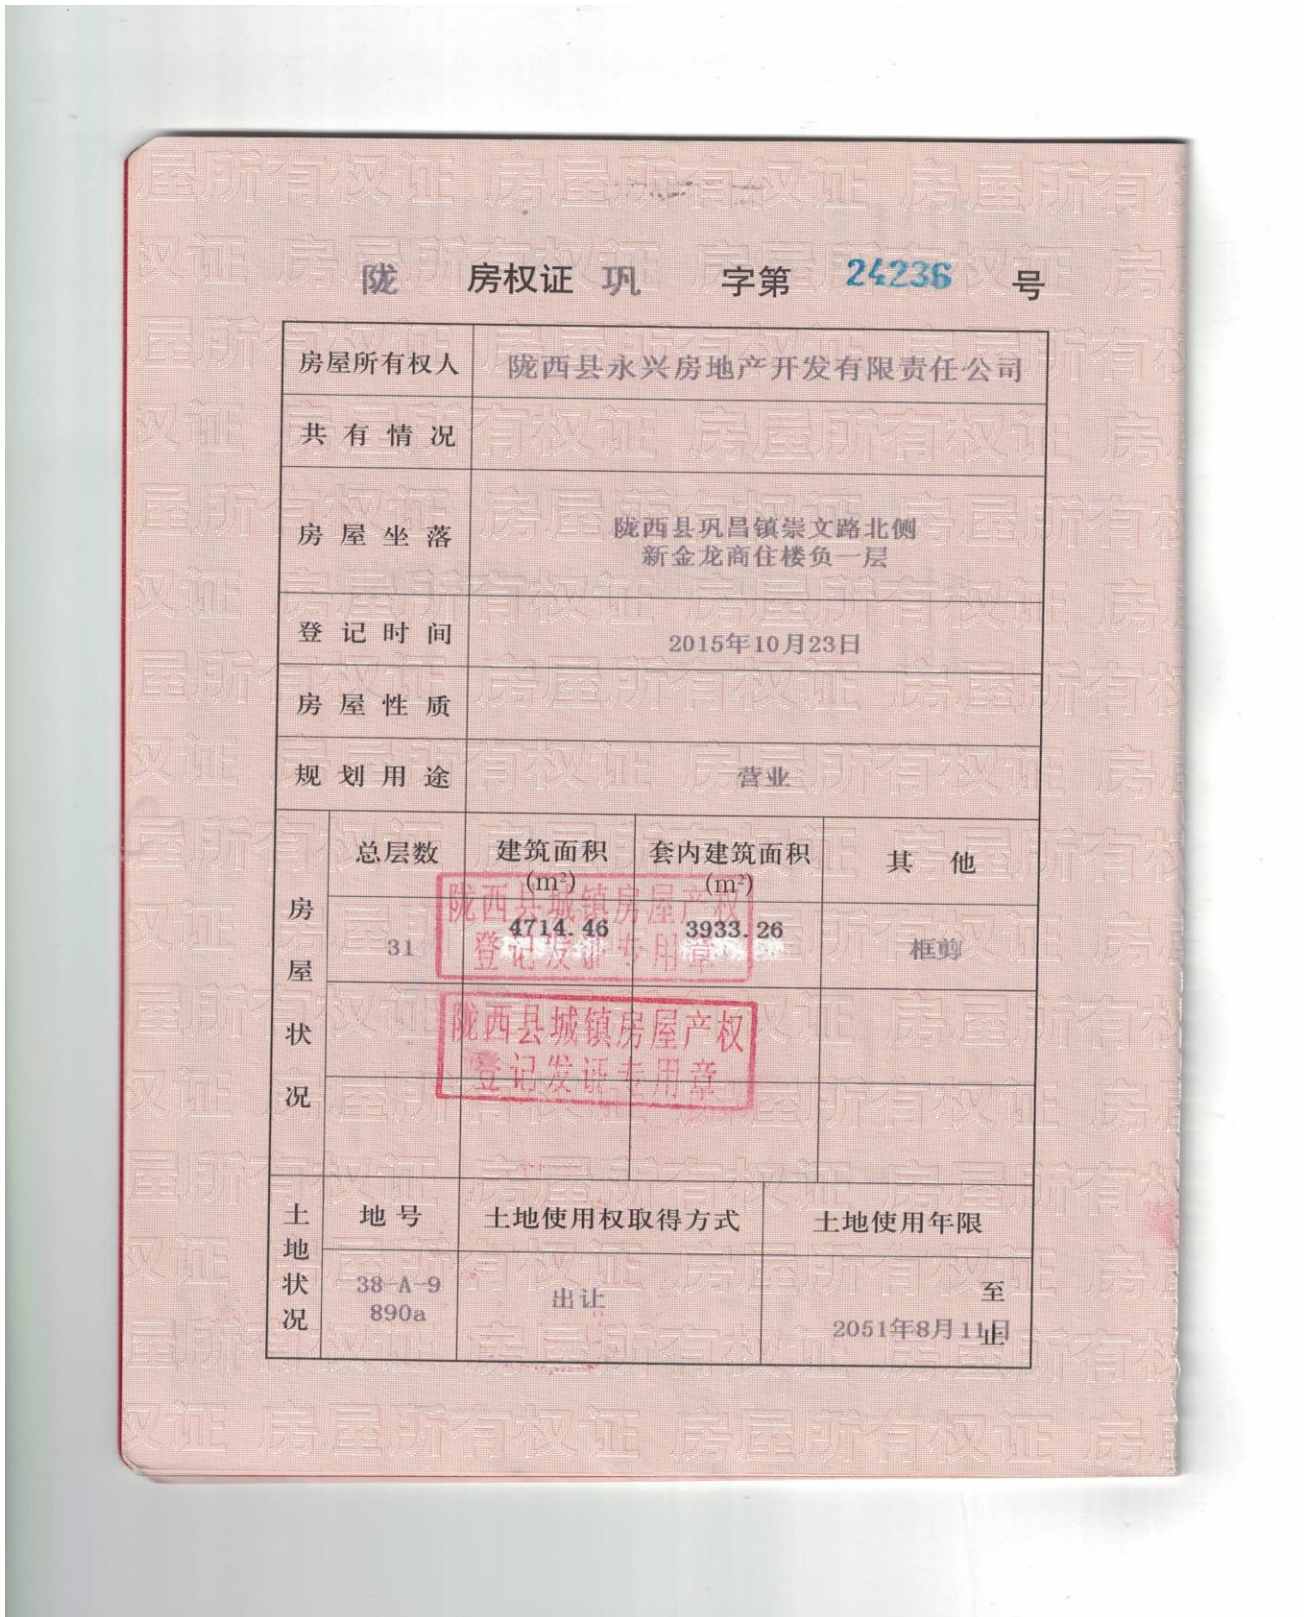 陇 房权证 巩 字第 24236 号
房屋所有权人 陇西县永兴房地产开发有限责任公司
共有情况
房屋坐落 陇西县巩昌镇崇文路北侧
新金龙商住楼负一层
登记时间 2015年10月23日
房屋性质
规划用途 营业
房屋状况
总层数 建筑面积 套内建筑面积 其他
(m²) (m²)
31 4714.46 3933.26 框剪
陇西县城镇房屋产权
登记发证专用章
陇西县城镇房屋产权
登记发证专用章
土地状况
地号 土地使用权取得方式 土地使用年限
38-A-9 出让 至
890a 2051年8月11日止